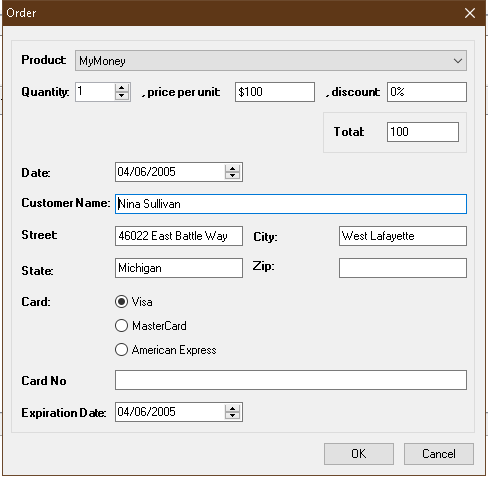 Order
Product: MyMoney
Quantity: 1 , price per unit: $100 , discount: 0%
Total: 100
Date: 04/06/2005
Customer Name: Nina Sullivan
Street: 46022 East Battle Way City: West Lafayette
State: Michigan Zip:
Card: Visa
MasterCard
American Express
Card No
Expiration Date: 04/06/2005
OK Cancel